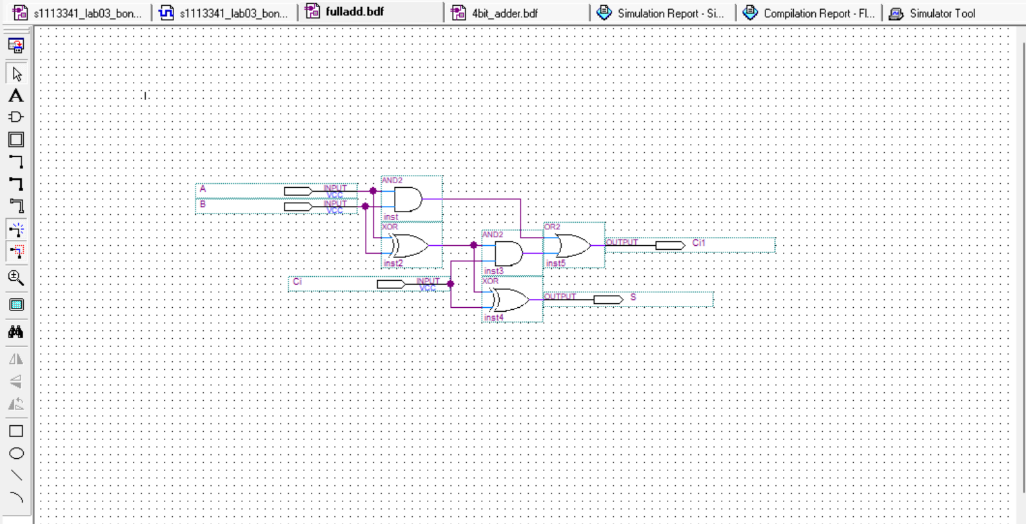 s1113341_lab03_bon...
s1113341_lab03_bon...
fulladd.bdf
4bit_adder.bdf
Simulation Report - Si...
Compilation Report - Fl...
Simulator Tool
A
INPUT
VCC
B
INPUT
VCC
AND2
inst
XOR
inst2
AND2
inst3
OR2
inst5
OUTPUT
Ci1
Ci
INPUT
VCC
XOR
inst4
OUTPUT
S